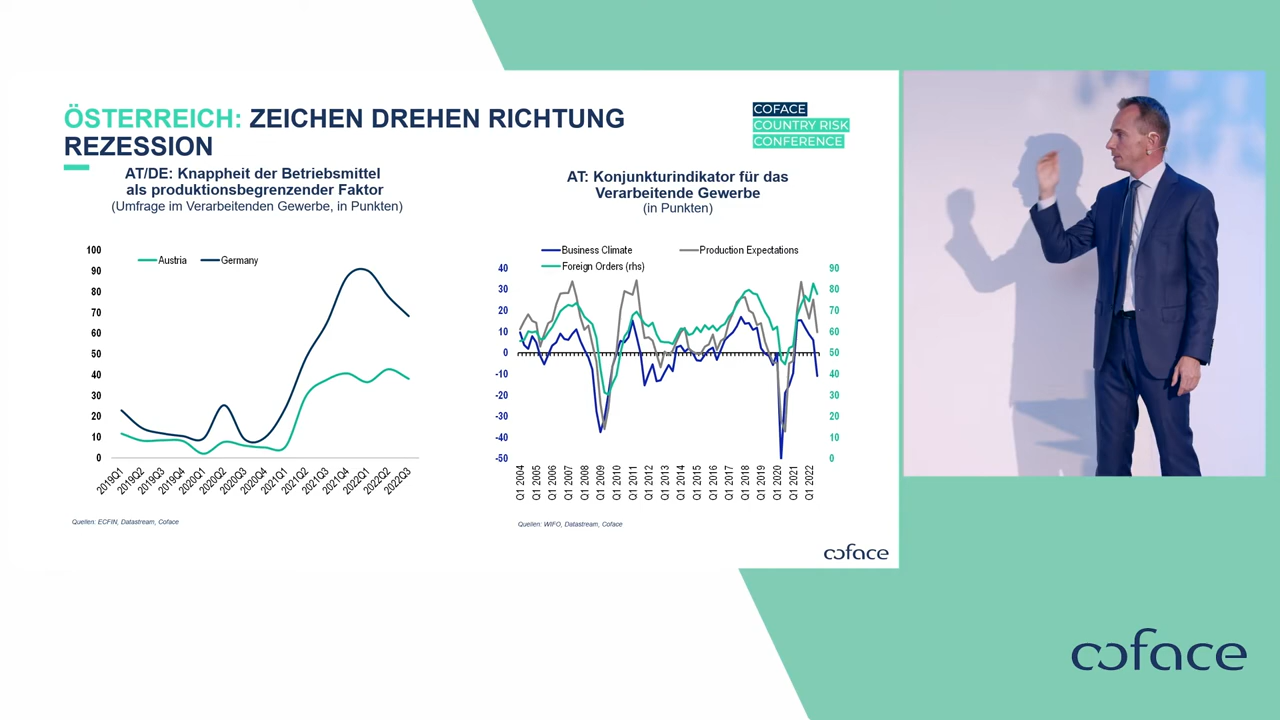 ÖSTERREICH: ZEICHEN DREHEN RICHTUNG
REZESSION
COFACE
COUNTRY RISK
CONFERENCE
AT/DE: Knappheit der Betriebsmittel
als produktionsbegrenzender Faktor
(Umfrage im Verarbeitenden Gewerbe, in Punkten)
100
90
80
70
60
50
40
30
20
10
0
Austria
Germany
2019Q1
2019Q2
2019Q3
2019Q4
2020Q1
2020Q2
2020Q3
2020Q4
2021Q1
2021Q2
2021Q3
2021Q4
2022Q1
2022Q2
2022Q3
Quellen: ECFIN, Datastream, Coface
AT: Konjunkturindikator für das
Verarbeitende Gewerbe
(in Punkten)
Business Climate
Production Expectations
Foreign Orders (rhs)
40
30
20
10
0
-10
-20
-30
-40
-50
90
80
70
60
50
40
30
20
10
0
Q1 2004
Q1 2005
Q1 2006
Q1 2007
Q1 2008
Q1 2009
Q1 2010
Q1 2011
Q1 2012
Q1 2013
Q1 2014
Q1 2015
Q1 2016
Q1 2017
Q1 2018
Q1 2019
Q1 2020
Q1 2021
Q1 2022
Quellen: WIFO, Datastream, Coface
coface
coface